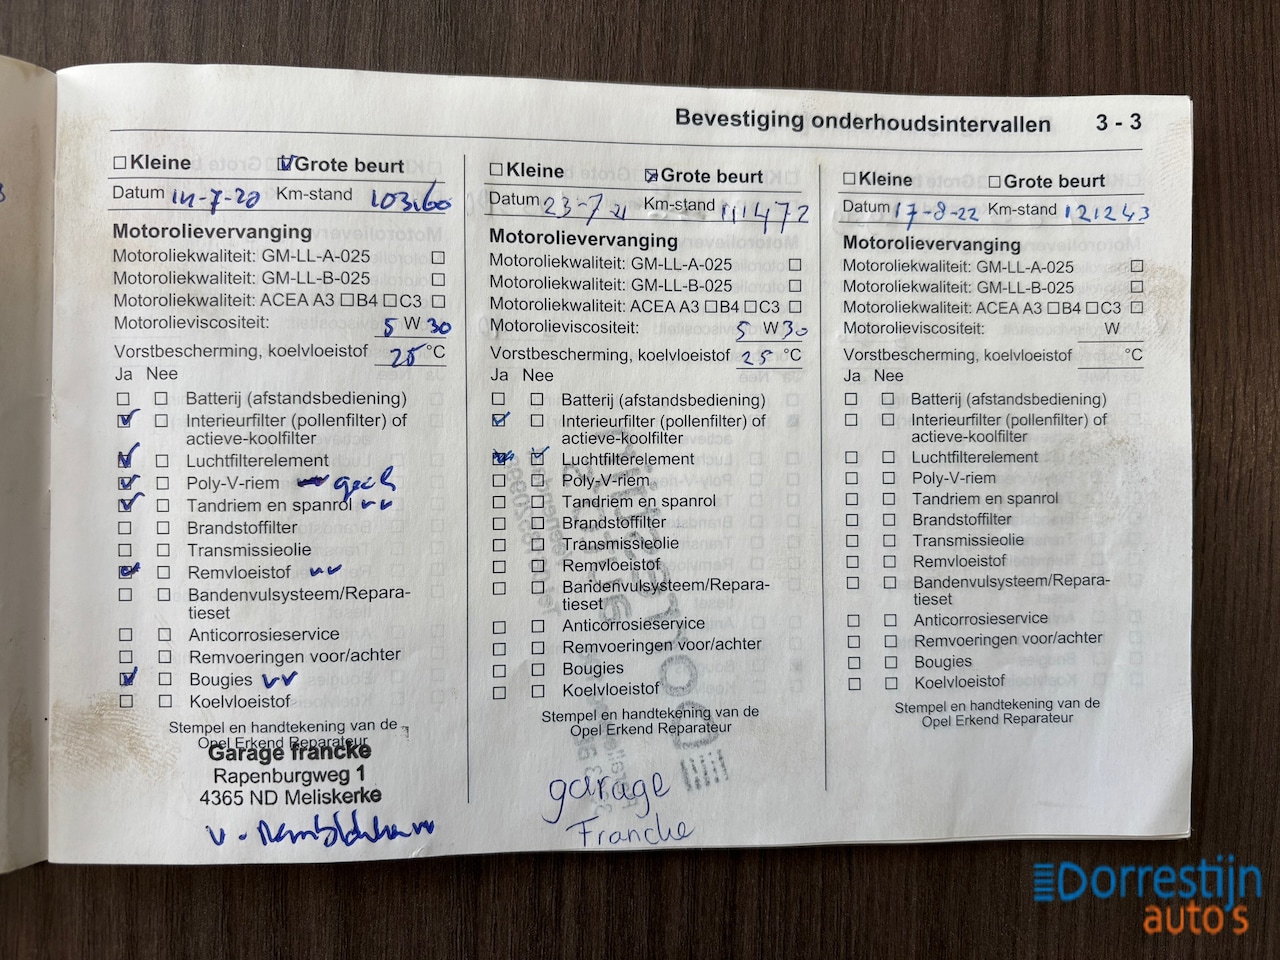 Bevestiging onderhoudsintervallen 3 - 3
☐ Kleine ☑ Grote beurt
Datum 14-7-20 Km-stand 103160
Motorolievervanging
Motoroliekwaliteit: GM-LL-A-025 ☐
Motoroliekwaliteit: GM-LL-B-025 ☐
Motoroliekwaliteit: ACEA A3 ☐ B4 ☐ C3 ☐
Motorolieviscositeit: 5 W 30
Vorstbescherming, koelvloeistof 25 °C
Ja Nee
☐ ☐ Batterij (afstandsbediening)
☑ ☐ Interieurfilter (pollenfilter) of
actieve-koolfilter
☑ ☐ Luchtfilterelement
☑ ☐ Poly-V-riem
☑ ☐ Tandriem en spanrol
☐ ☐ Brandstoffilter
☐ ☐ Transmissieolie
☑ ☐ Remvloeistof
☐ ☐ Bandenvulsysteem/Repara-
tieset
☐ ☐ Anticorrosieservice
☐ ☐ Remvoeringen voor/achter
☑ ☐ Bougies
☐ ☐ Koelvloeistof
Stempel en handtekening van de
Opel Erkend Reparateur
Garage francke
Rapenburgweg 1
4365 ND Meliskerke
☐ Kleine ☒ Grote beurt
Datum 23-7-21 Km-stand 111472
Motorolievervanging
Motoroliekwaliteit: GM-LL-A-025 ☐
Motoroliekwaliteit: GM-LL-B-025 ☐
Motoroliekwaliteit: ACEA A3 ☐ B4 ☐ C3 ☐
Motorolieviscositeit: 5 W 30
Vorstbescherming, koelvloeistof 25 °C
Ja Nee
☐ ☐ Batterij (afstandsbediening)
☑ ☐ Interieurfilter (pollenfilter) of
actieve-koolfilter
☐ ☑ Luchtfilterelement
☐ ☐ Poly-V-riem
☐ ☐ Tandriem en spanrol
☐ ☐ Brandstoffilter
☐ ☐ Transmissieolie
☐ ☐ Remvloeistof
☐ ☐ Bandenvulsysteem/Repara-
tieset
☐ ☐ Anticorrosieservice
☐ ☐ Remvoeringen voor/achter
☐ ☐ Bougies
☐ ☐ Koelvloeistof
Stempel en handtekening van de
Opel Erkend Reparateur
garage
Francke
☐ Kleine ☐ Grote beurt
Datum 17-8-22 Km-stand 121243
Motorolievervanging
Motoroliekwaliteit: GM-LL-A-025 ☐
Motoroliekwaliteit: GM-LL-B-025 ☐
Motoroliekwaliteit: ACEA A3 ☐ B4 ☐ C3 ☐
Motorolieviscositeit: W
Vorstbescherming, koelvloeistof °C
Ja Nee
☐ ☐ Batterij (afstandsbediening)
☐ ☐ Interieurfilter (pollenfilter) of
actieve-koolfilter
☐ ☐ Luchtfilterelement
☐ ☐ Poly-V-riem
☐ ☐ Tandriem en spanrol
☐ ☐ Brandstoffilter
☐ ☐ Transmissieolie
☐ ☐ Remvloeistof
☐ ☐ Bandenvulsysteem/Repara-
tieset
☐ ☐ Anticorrosieservice
☐ ☐ Remvoeringen voor/achter
☐ ☐ Bougies
☐ ☐ Koelvloeistof
Stempel en handtekening van de
Opel Erkend Reparateur
Dorrestijn
auto's